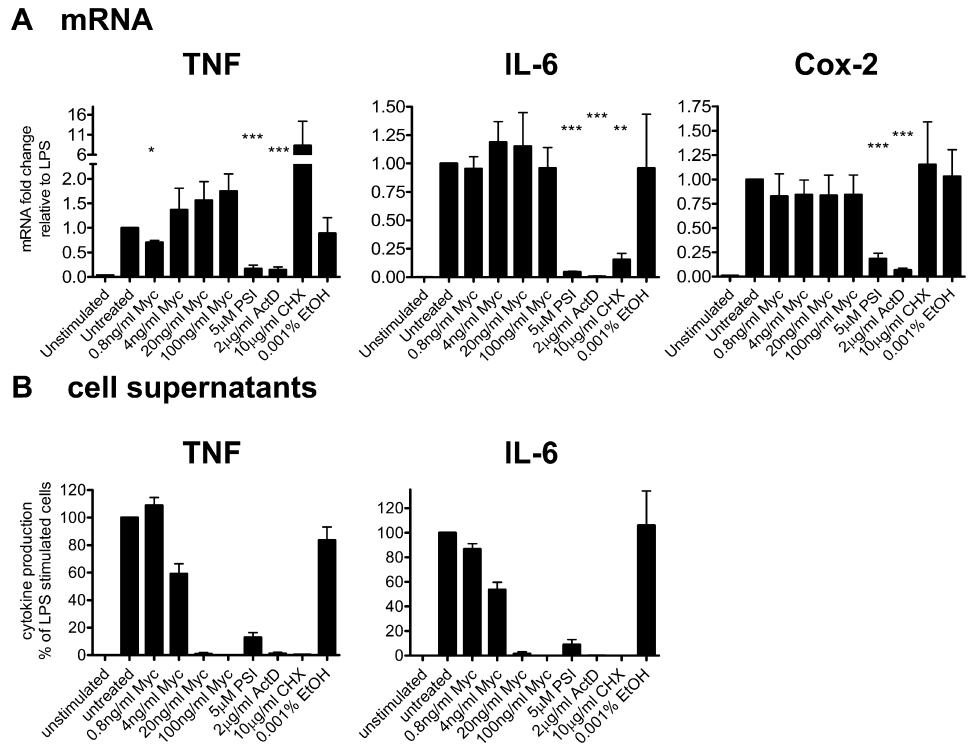 A mRNA
TNF IL-6 Cox-2
mRNA fold change
relative to LPS
16
11
6
2.0
1.5
1.0
0.5
0.0
* *** ***
Unstimulated
Untreated
0.8ng/ml Myc
4ng/ml Myc
20ng/ml Myc
100ng/ml Myc
5µM PSI
2µg/ml ActD
10µg/ml CHX
0.001% EtOH
1.50
1.25
1.00
0.75
0.50
0.25
0.00
*** *** **
Unstimulated
Untreated
0.8ng/ml Myc
4ng/ml Myc
20ng/ml Myc
100ng/ml Myc
5µM PSI
2µg/ml ActD
10µg/ml CHX
0.001% EtOH
1.75
1.50
1.25
1.00
0.75
0.50
0.25
0.00
*** ***
Unstimulated
Untreated
0.8ng/ml Myc
4ng/ml Myc
20ng/ml Myc
100ng/ml Myc
5µM PSI
2µg/ml ActD
10µg/ml CHX
0.001% EtOH
B cell supernatants
TNF IL-6
cytokine production
% of LPS stimulated cells
120
100
80
60
40
20
0
unstimulated
untreated
0.8ng/ml Myc
4ng/ml Myc
20ng/ml Myc
100ng/ml Myc
5µM PSI
2µg/ml ActD
10µg/ml CHX
0.001% EtOH
120
100
80
60
40
20
0
unstimulated
untreated
0.8ng/ml Myc
4ng/ml Myc
20ng/ml Myc
100ng/ml Myc
5µM PSI
2µg/ml ActD
10µg/ml CHX
0.001% EtOH